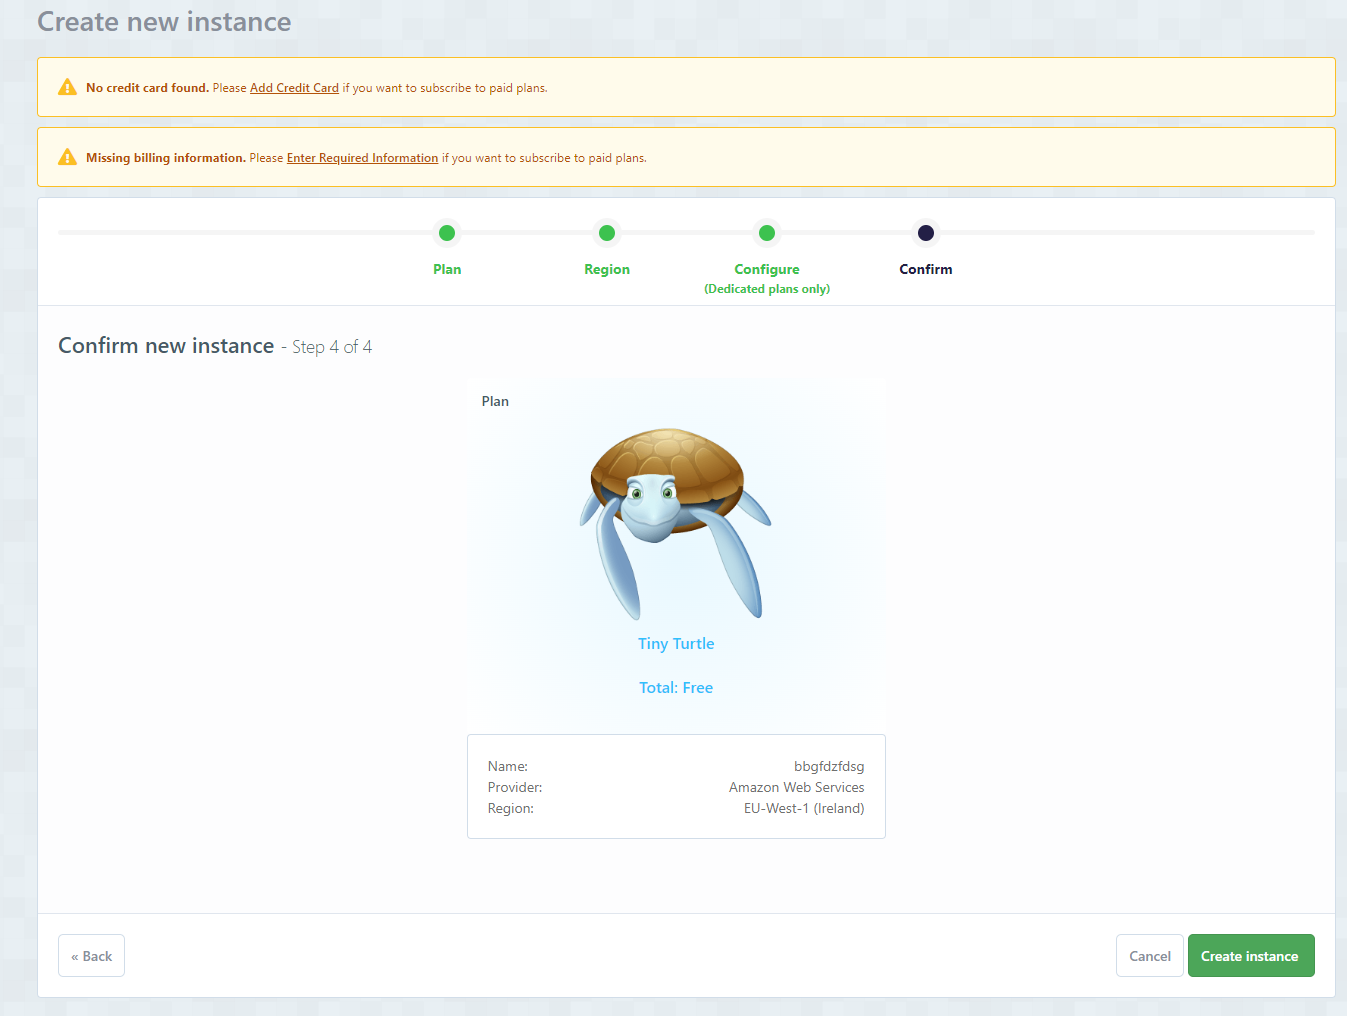 Create new instance
No credit card found. Please Add Credit Card if you want to subscribe to paid plans.
Missing billing information. Please Enter Required Information if you want to subscribe to paid plans.
Plan
Region
Configure
(Dedicated plans only)
Confirm
Confirm new instance - Step 4 of 4
Plan
Tiny Turtle
Total: Free
Name: bbgfdzfdsg
Provider: Amazon Web Services
Region: EU-West-1 (Ireland)
« Back
Cancel
Create instance